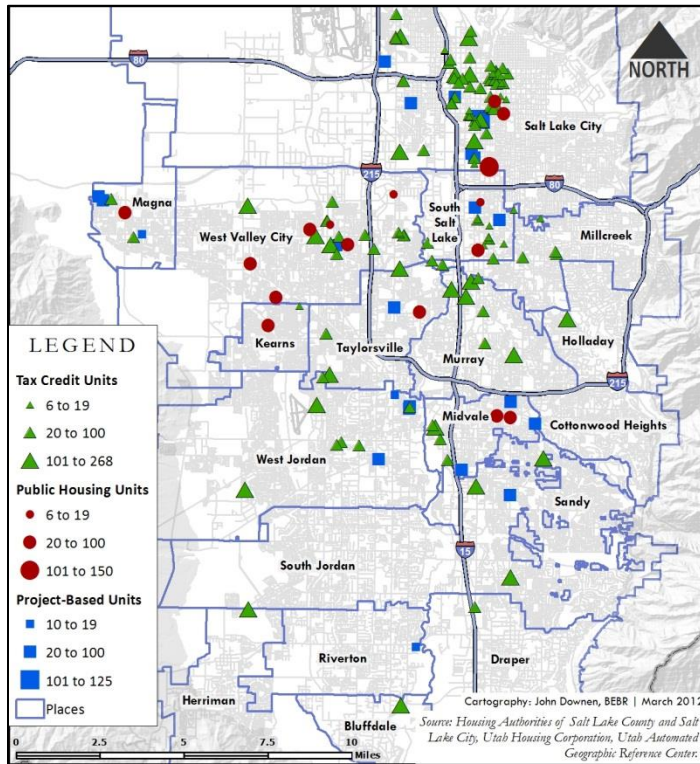 80
NORTH
Salt Lake City
215
80
Magna
South
Salt
Lake
West Valley City
Millcreek
LEGEND
Tax Credit Units
6 to 19
20 to 100
101 to 268
Public Housing Units
6 to 19
20 to 100
101 to 150
Project-Based Units
10 to 19
20 to 100
101 to 125
Places
Kearns
Taylorsville
Murray
Holladay
215
Midvale
Cottonwood Heights
West Jordan
Sandy
15
South Jordan
Riverton
Draper
Herriman
Bluffdale
Cartography: John Downen, BEBR | March 2012
Source: Housing Authorities of Salt Lake County and Salt
Lake City, Utah Housing Corporation, Utah Automated
Geographic Reference Center.
0 2.5 5 7.5 10
Miles